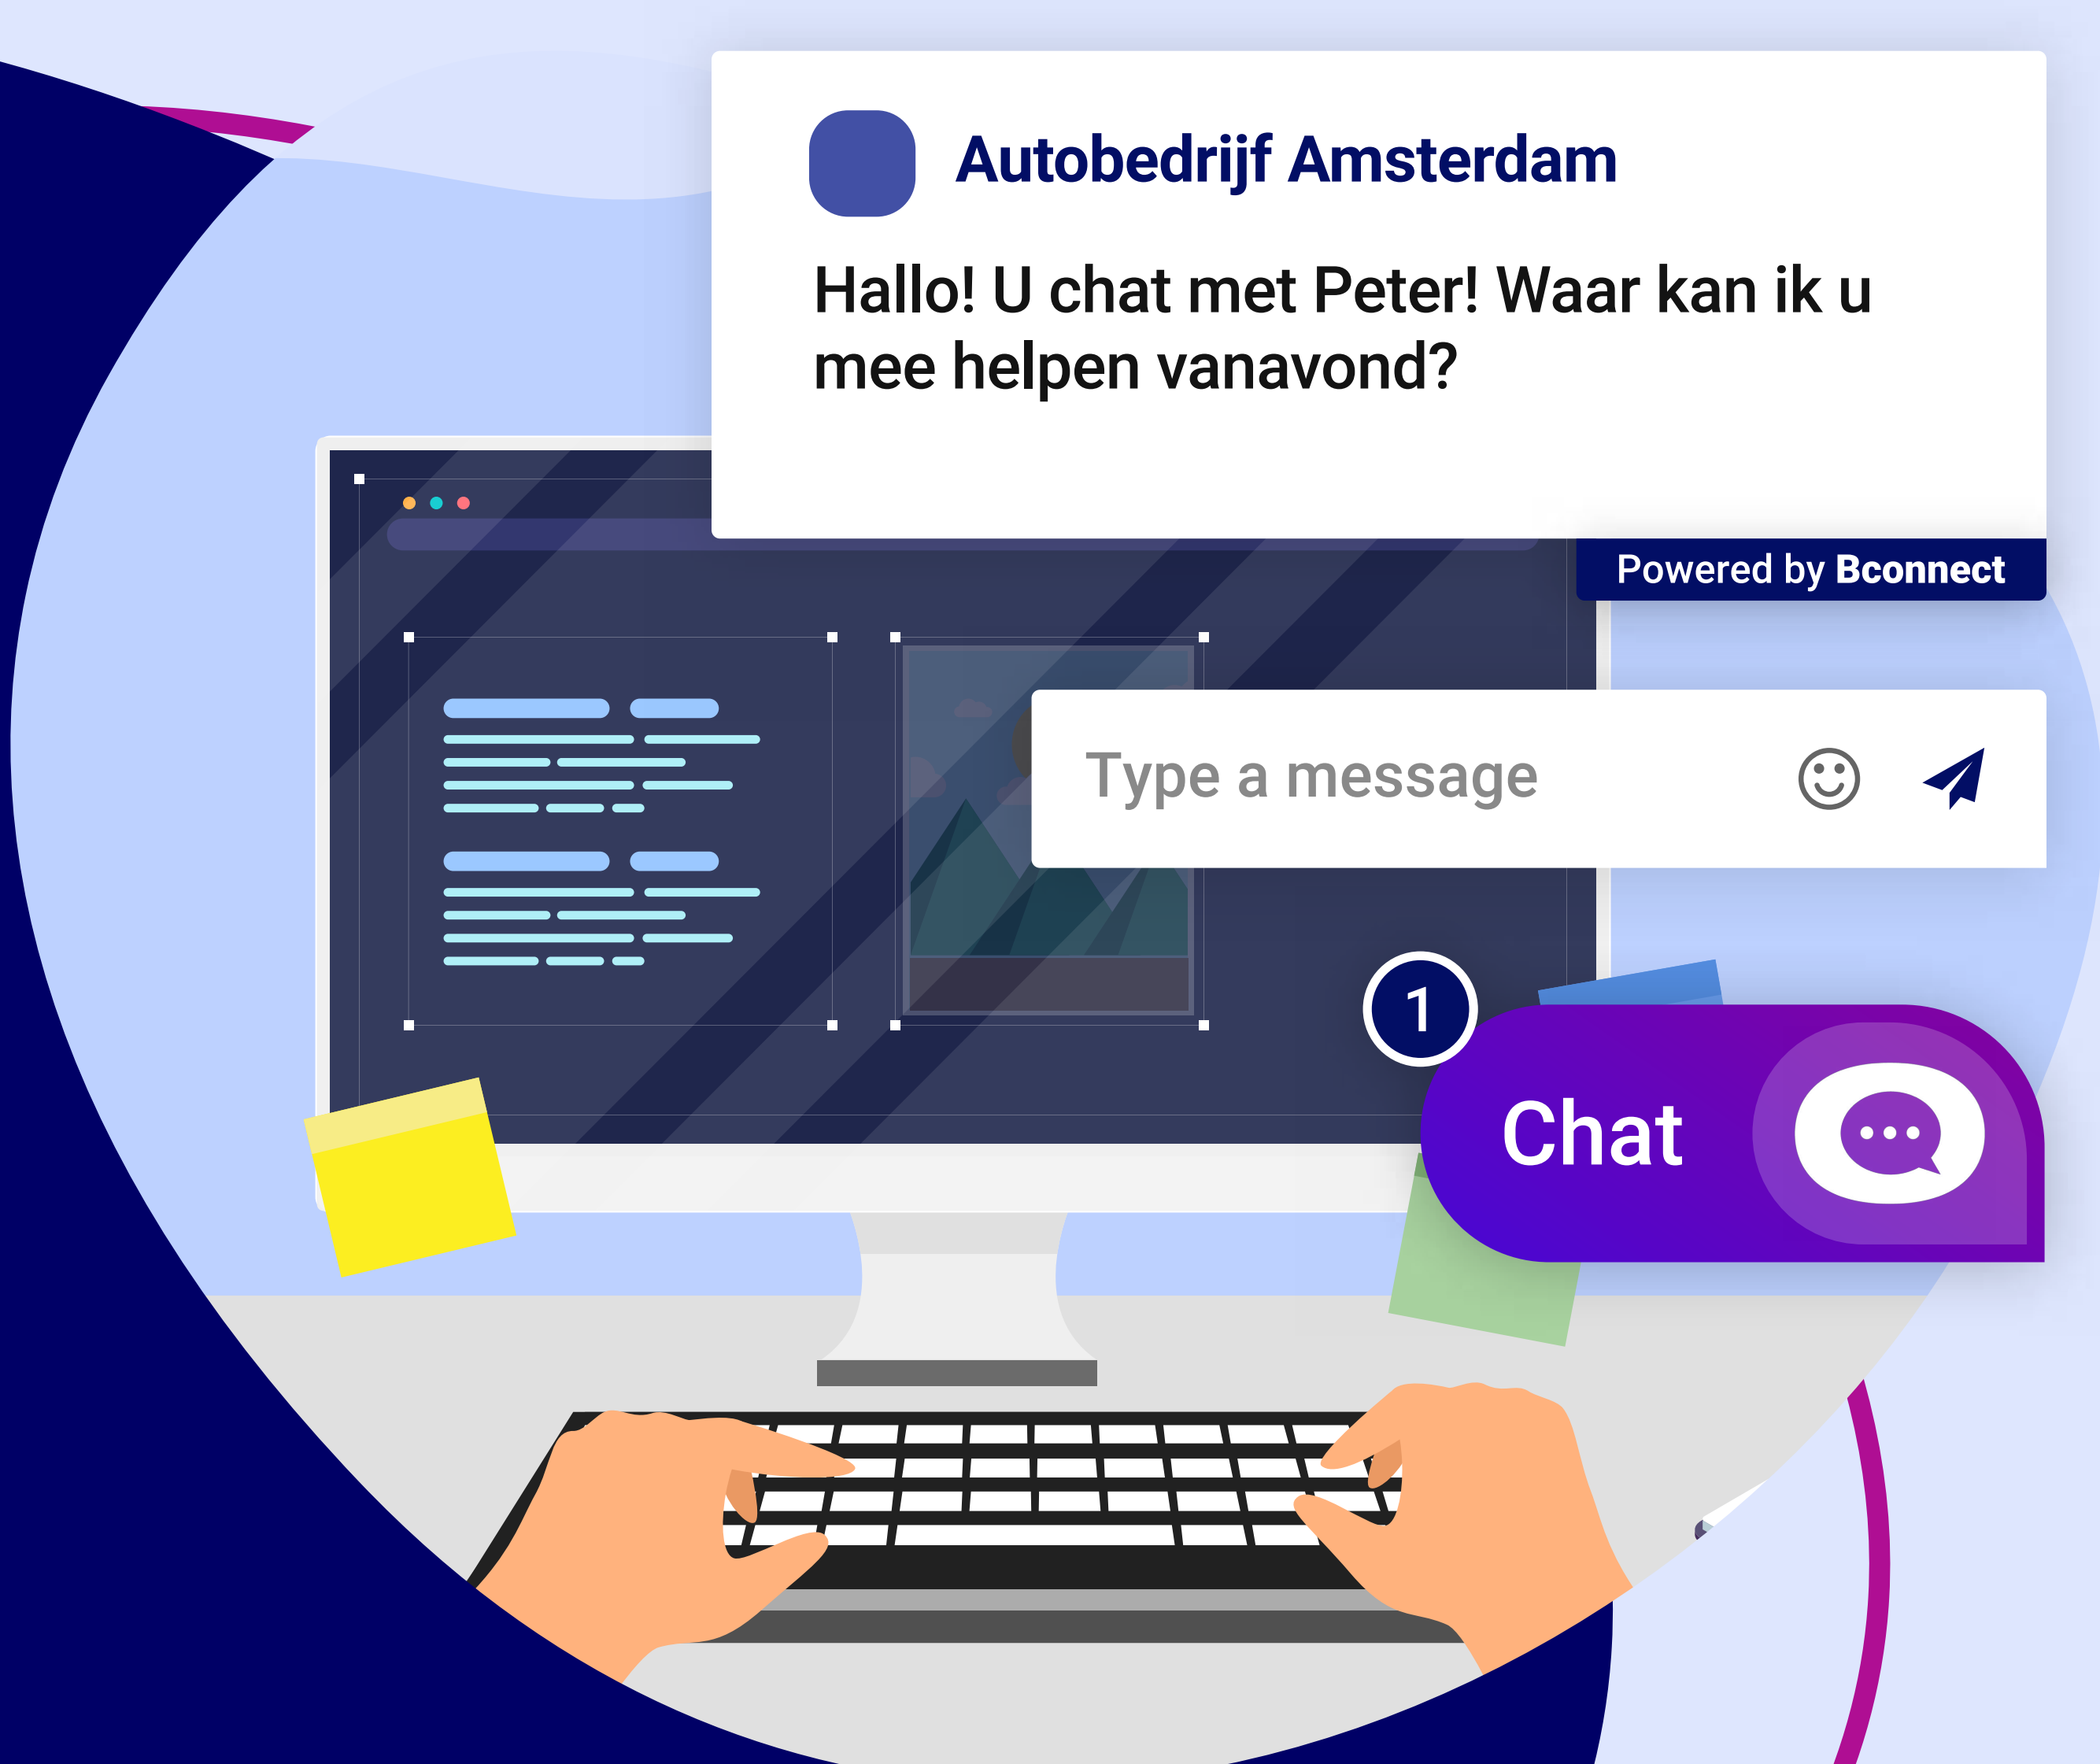 Autobedrijf Amsterdam
Hallo! U chat met Peter! Waar kan ik u
mee helpen vanavond?
Powered by Bconnect
Type a message
1
Chat